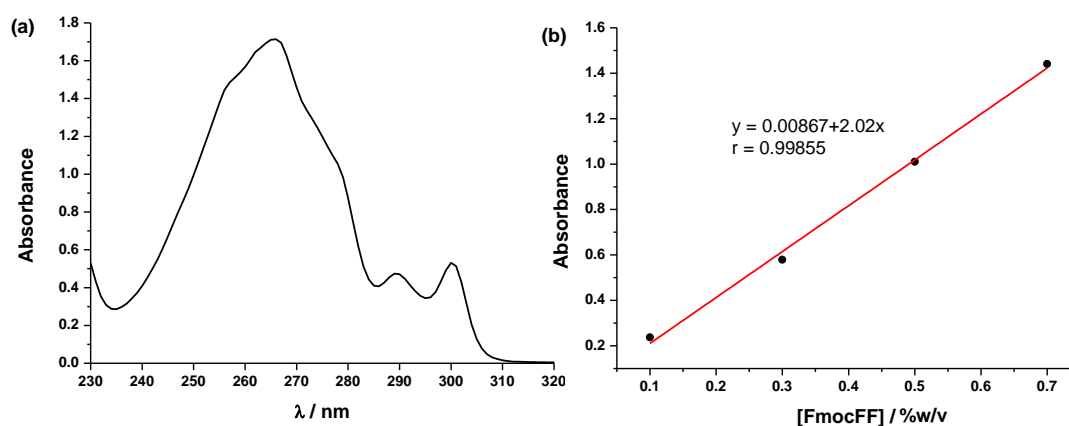 (a)
Absorbance
1.8
1.6
1.4
1.2
1.0
0.8
0.6
0.4
0.2
0.0
230 240 250 260 270 280 290 300 310 320
λ / nm
(b)
Absorbance
1.6
1.4
1.2
1.0
0.8
0.6
0.4
0.2
y = 0.00867+2.02x
r = 0.99855
0.1 0.2 0.3 0.4 0.5 0.6 0.7
[FmocFF] / %w/v